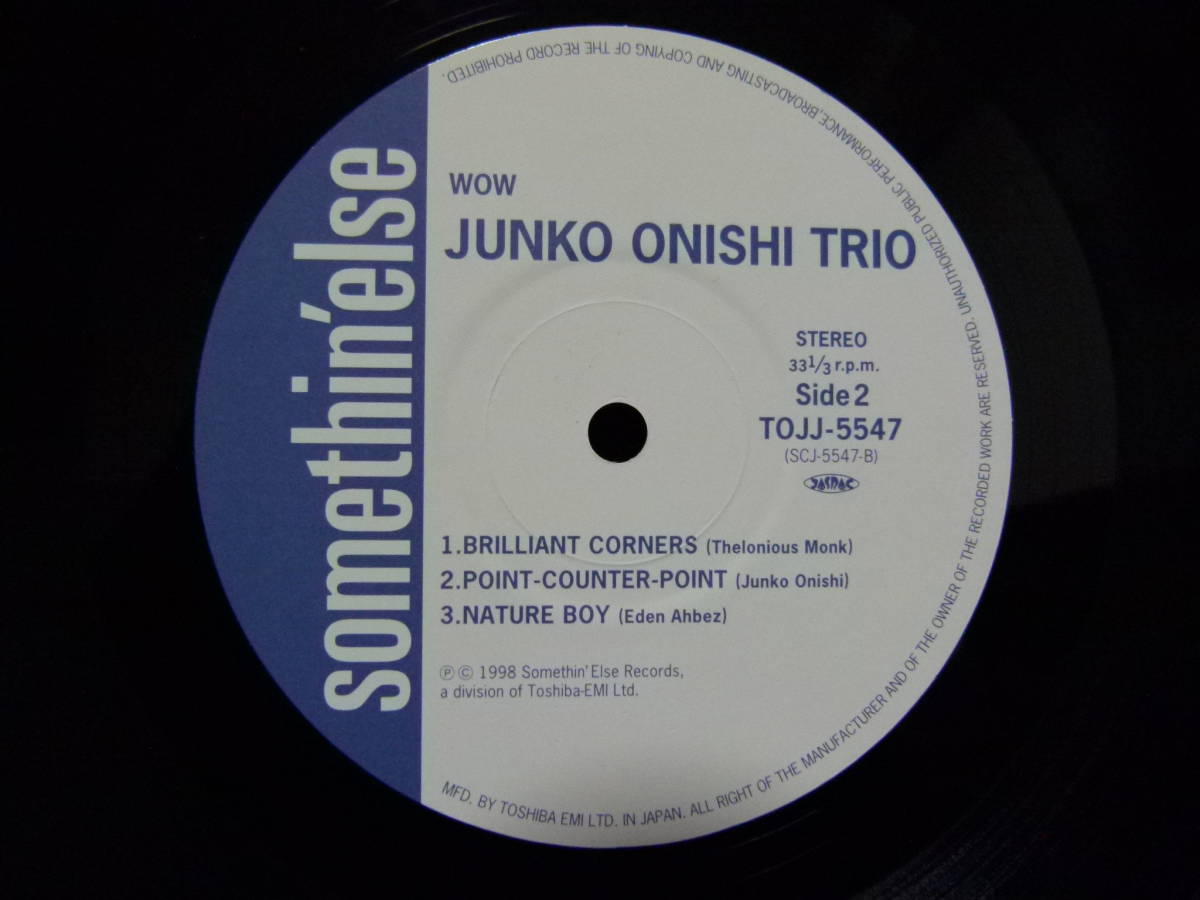 somethin'else
WOW
JUNKO ONISHI TRIO
STEREO
33 1/3 r.p.m.
Side 2
TOJJ-5547
(SCJ-5547-B)
JASRAC
1.BRILLIANT CORNERS (Thelonious Monk)
2.POINT-COUNTER-POINT (Junko Onishi)
3.NATURE BOY (Eden Ahbez)
Ⓟ© 1998 Somethin' Else Records,
a division of Toshiba-EMI Ltd.
MFD. BY TOSHIBA EMI LTD. IN JAPAN. ALL RIGHT OF THE MANUFACTURER AND OF THE OWNER OF THE RECORDED WORK ARE RESERVED. UNAUTHORIZED PUBLIC PERFORMANCE,BROADCASTING AND COPYING OF THE RECORD PROHIBITED.